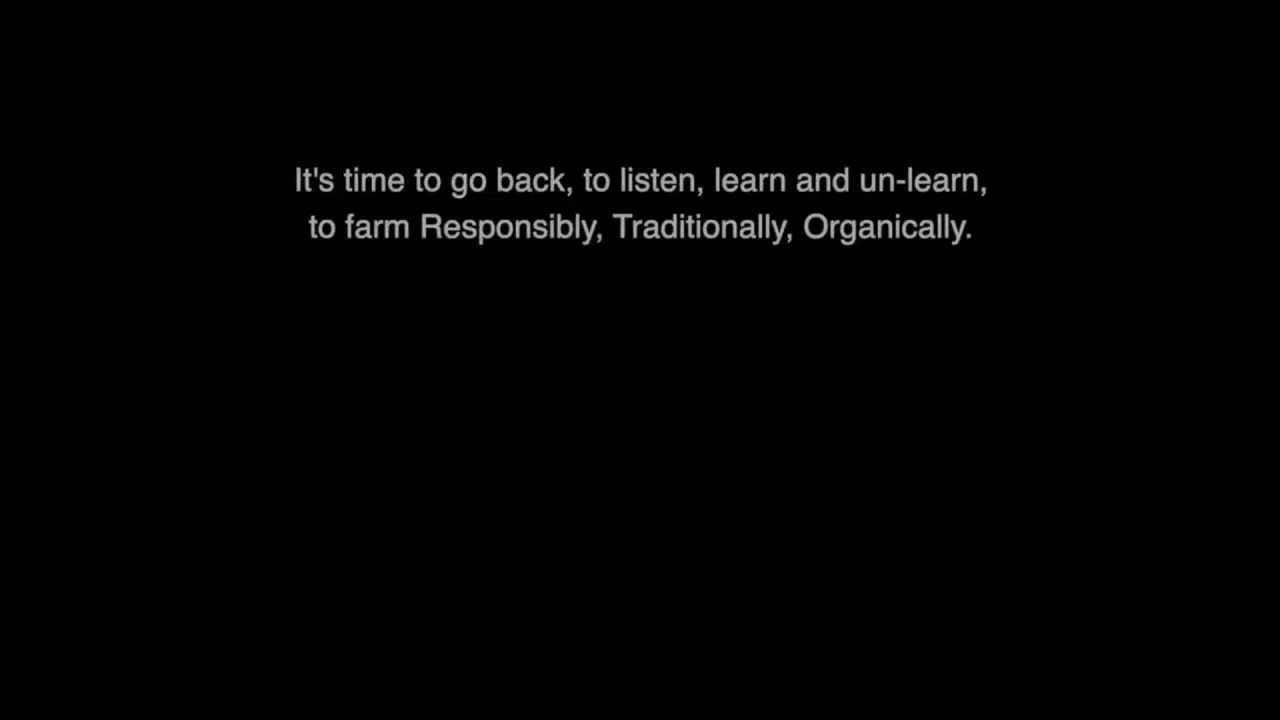 It's time to go back, to listen, learn and un-learn,
to farm Responsibly, Traditionally, Organically.